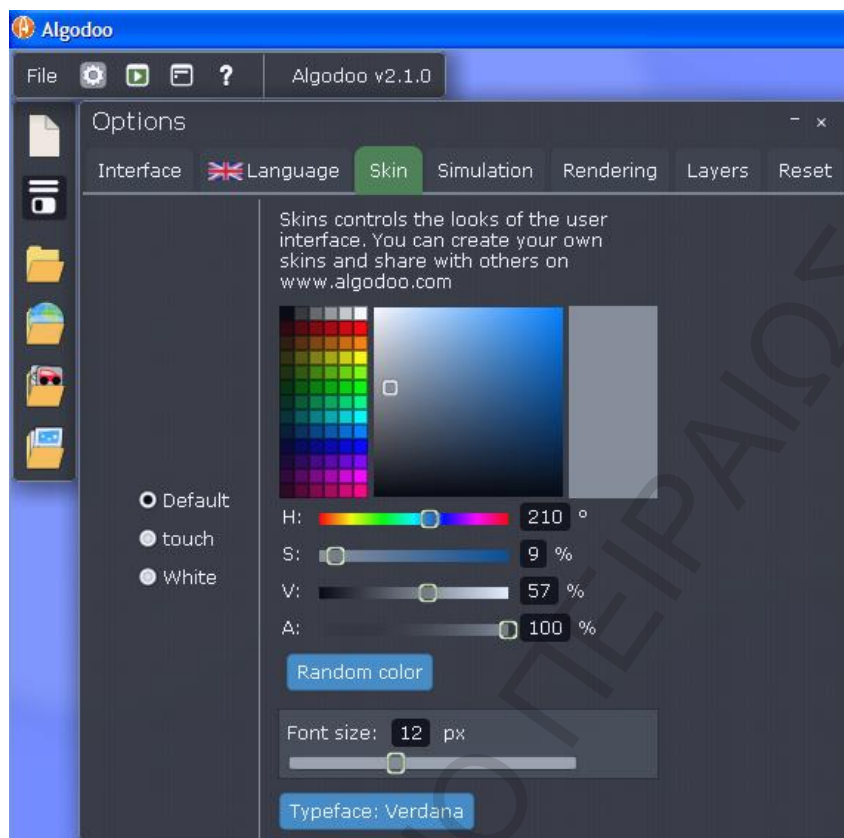 Algodoo
File ? Algodoo v2.1.0
Options
Interface Language Skin Simulation Rendering Layers Reset
Skins controls the looks of the user
interface. You can create your own
skins and share with others on
www.algodoo.com
Default
touch
White
H: 210 °
S: 9 %
V: 57 %
A: 100 %
Random color
Font size: 12 px
Typeface: Verdana
Ο ΠΕΙΡΑΙΩΣ